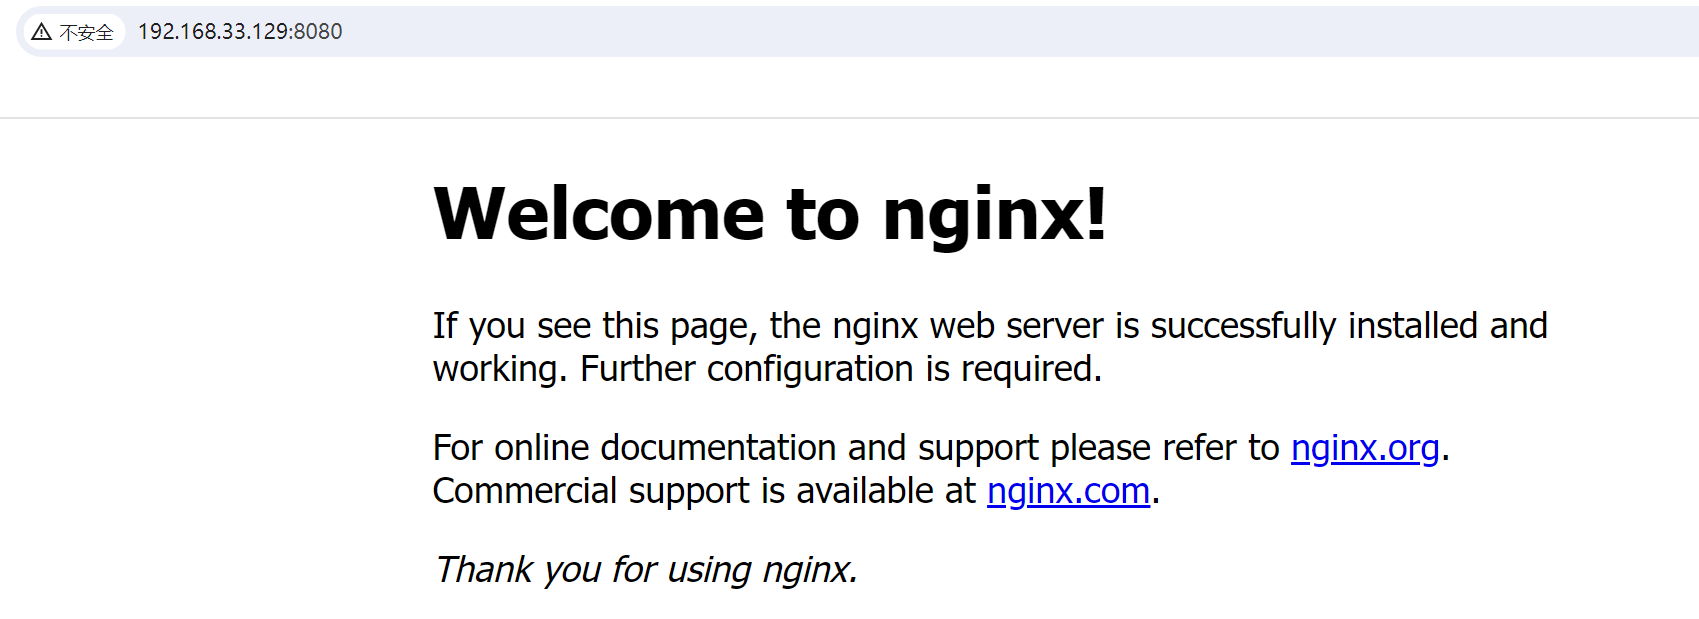 不安全 192.168.33.129:8080
Welcome to nginx!
If you see this page, the nginx web server is successfully installed and
working. Further configuration is required.
For online documentation and support please refer to nginx.org.
Commercial support is available at nginx.com.
Thank you for using nginx.